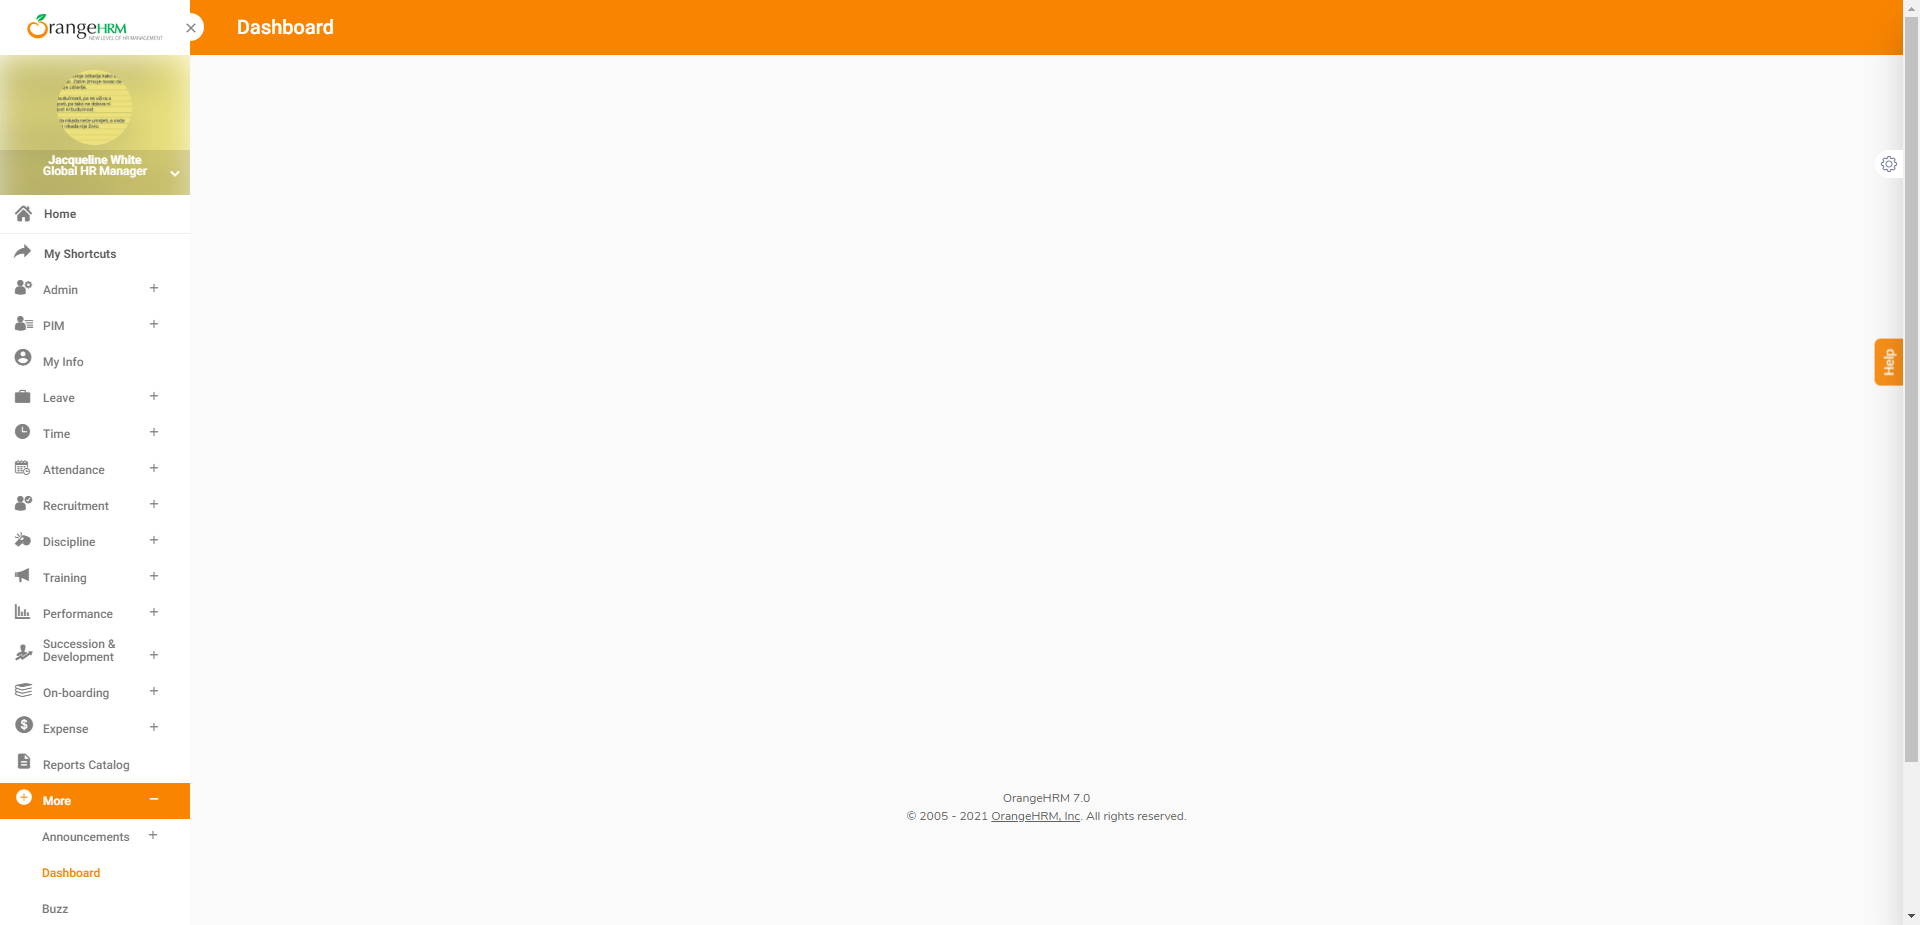 OrangeHRM
NEW LEVEL OF HR MANAGEMENT
Dashboard
Jacqueline White
Global HR Manager
Home
My Shortcuts
Admin
PIM
My Info
Leave
Time
Attendance
Recruitment
Discipline
Training
Performance
Succession &
Development
On-boarding
Expense
Reports Catalog
More
Announcements
Dashboard
Buzz
Help
OrangeHRM 7.0
© 2005 - 2021 OrangeHRM, Inc. All rights reserved.